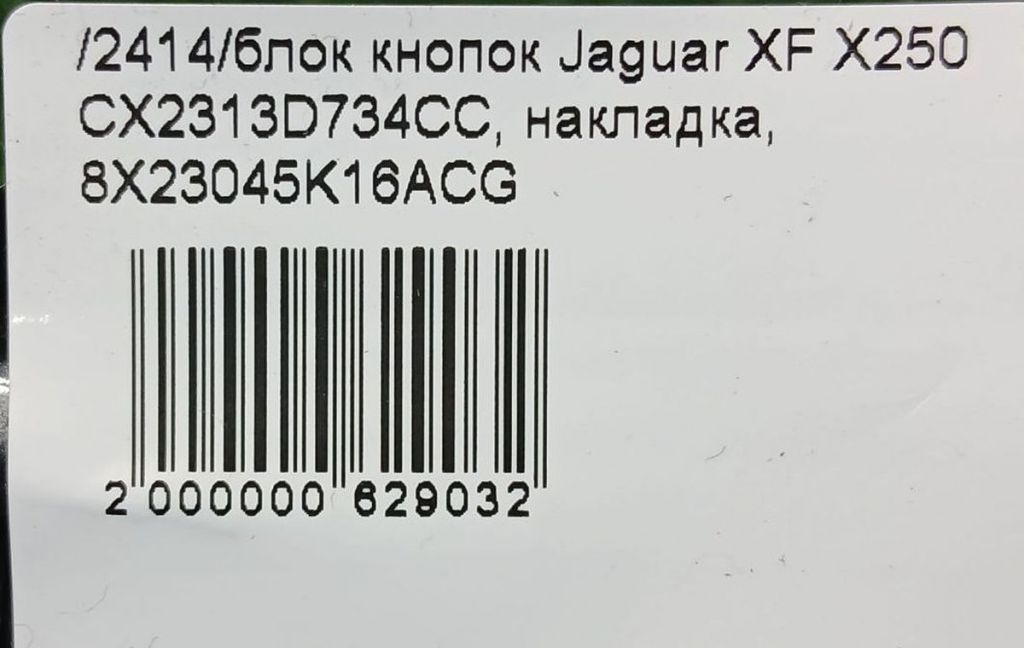 /2414/блок кнопок Jaguar XF X250
CX2313D734CC, накладка,
8X23045K16ACG
2 000000 629032